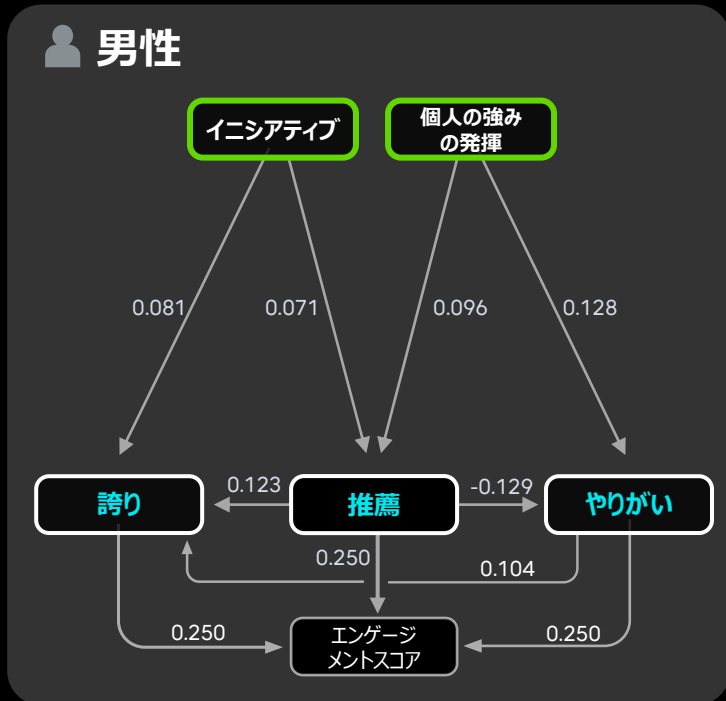 男性
イニシアティブ
個人の強み
の発揮
0.081
0.071
0.096
0.128
誇り
0.123
推薦
-0.129
やりがい
0.250
0.104
0.250
エンゲージ
メントスコア
0.250